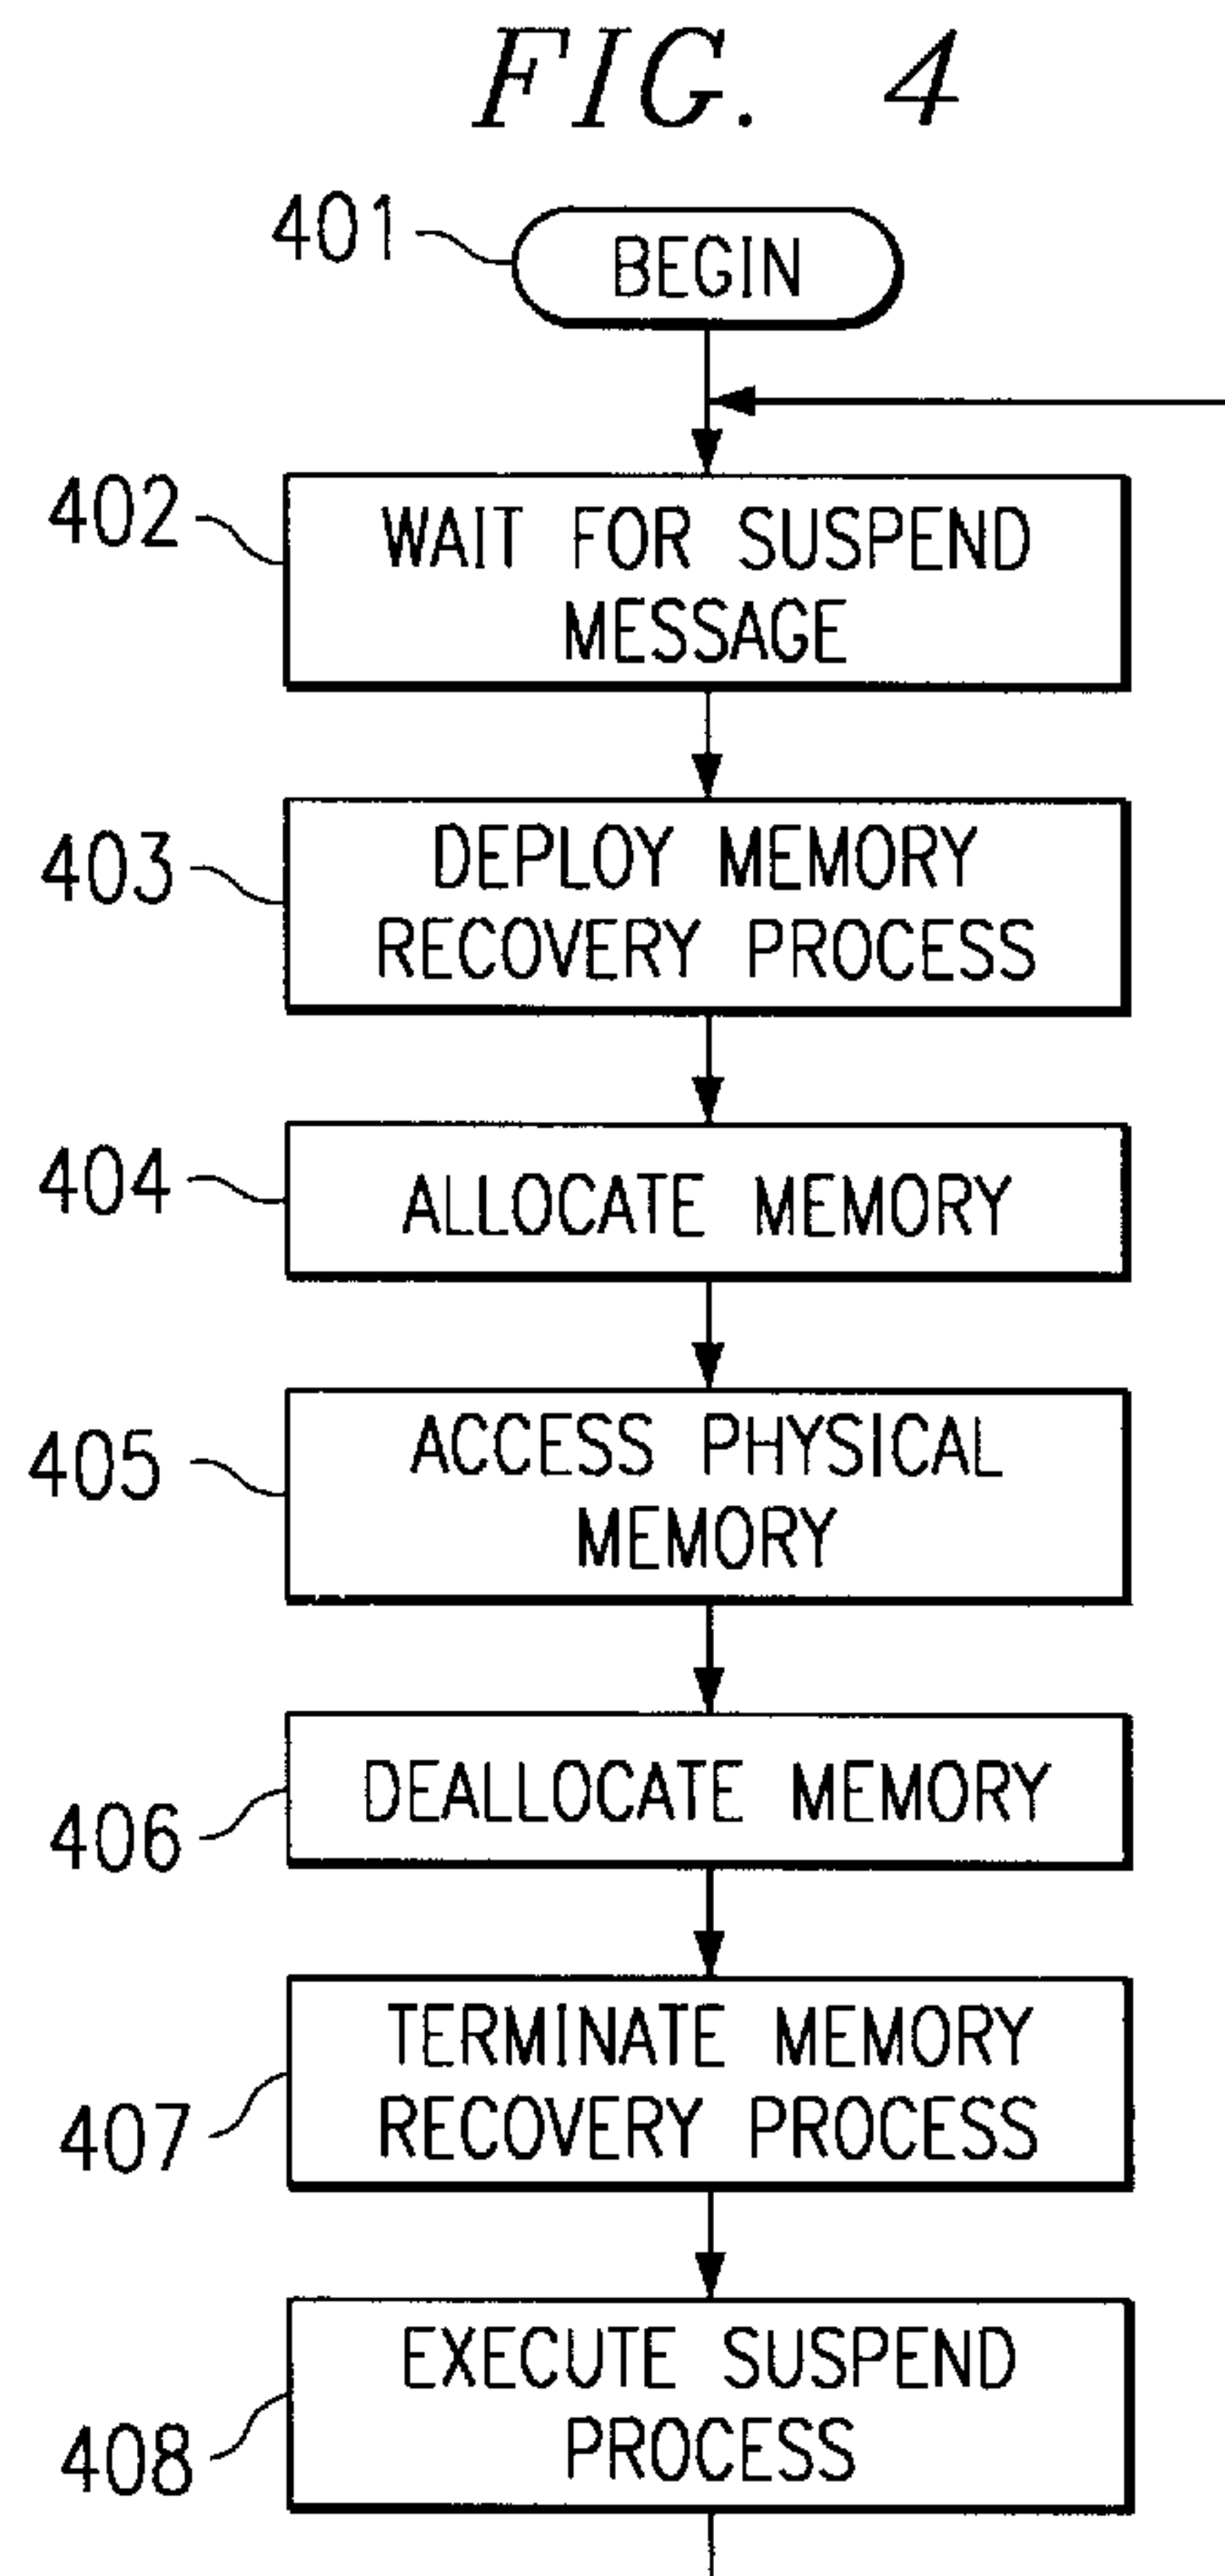 FIG. 4
401
BEGIN
402
WAIT FOR SUSPEND
MESSAGE
403
DEPLOY MEMORY
RECOVERY PROCESS
404
ALLOCATE MEMORY
405
ACCESS PHYSICAL
MEMORY
406
DEALLOCATE MEMORY
407
TERMINATE MEMORY
RECOVERY PROCESS
408
EXECUTE SUSPEND
PROCESS